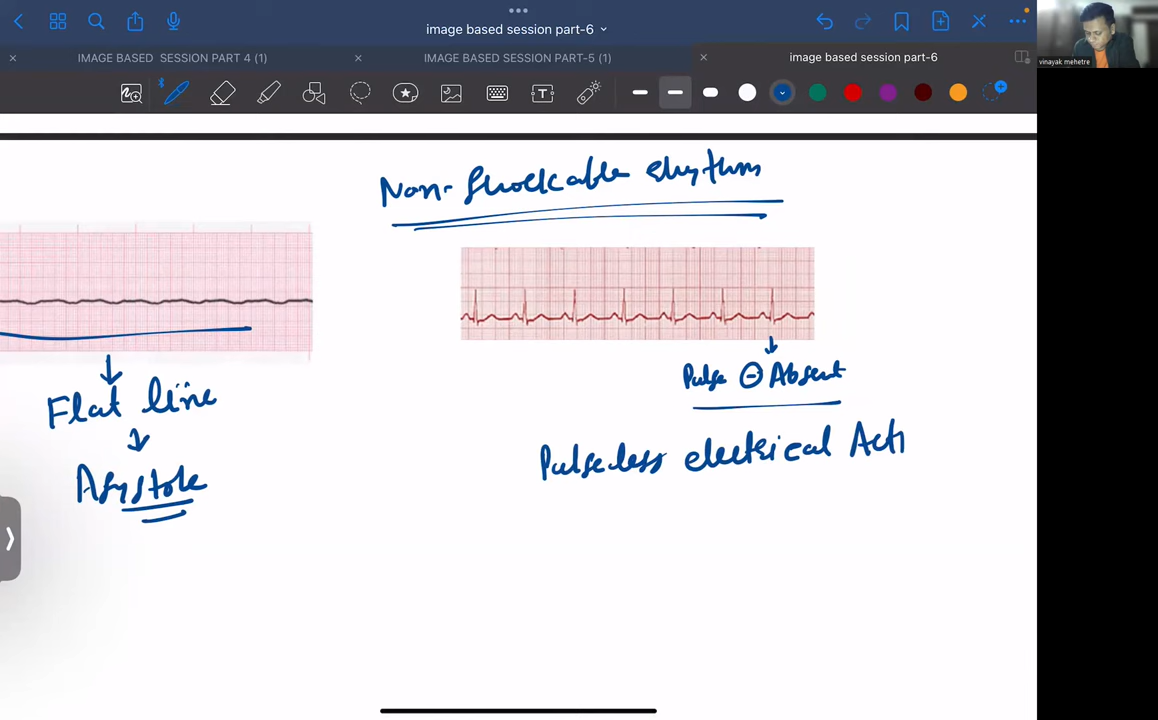 image based session part-6
vinayak mehetre
IMAGE BASED SESSION PART 4 (1)
IMAGE BASED SESSION PART-5 (1)
image based session part-6
Non-Shockable rhythm
Pulse ⊖ Absent
Flat line
Pulseless electrical Acti
Asystole